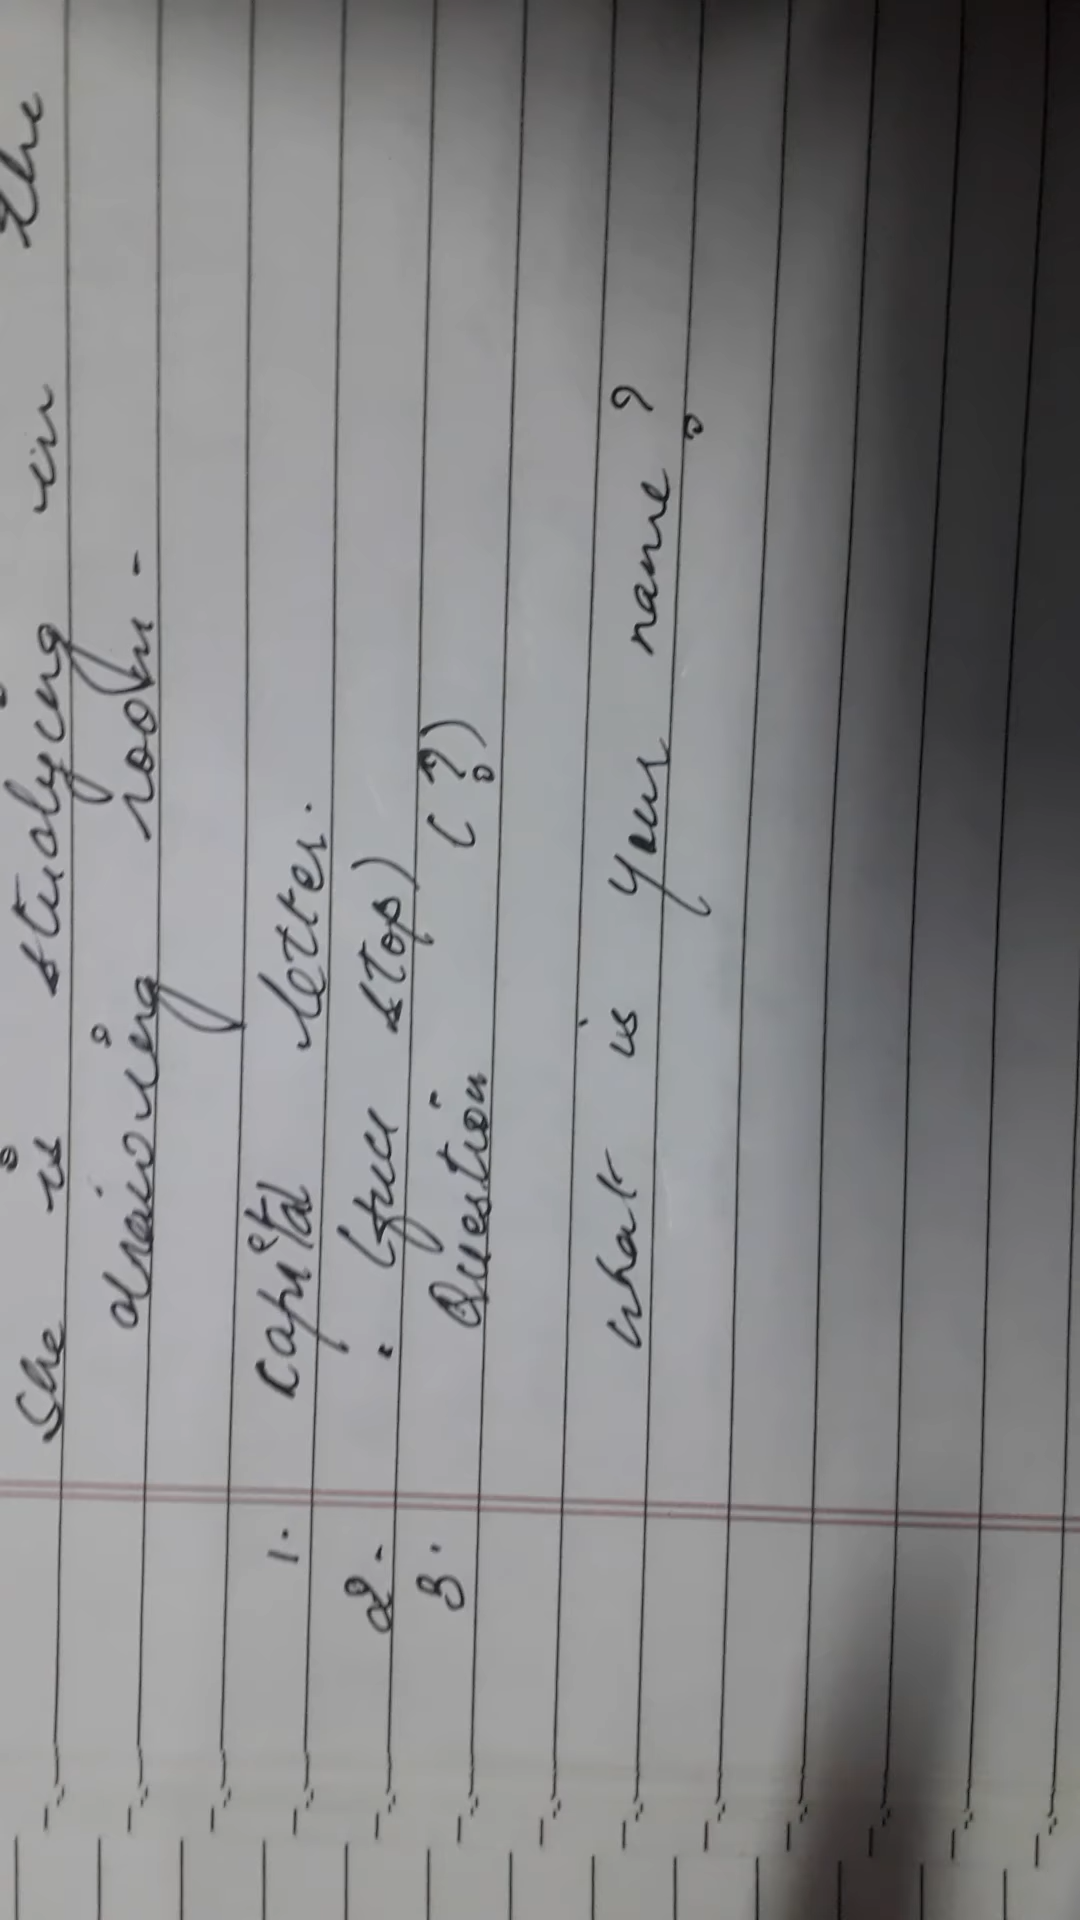 She is studying in the
drawing room.
1. Capital letter.
2. . (full stop)
3. Question (?)
What is your name ?